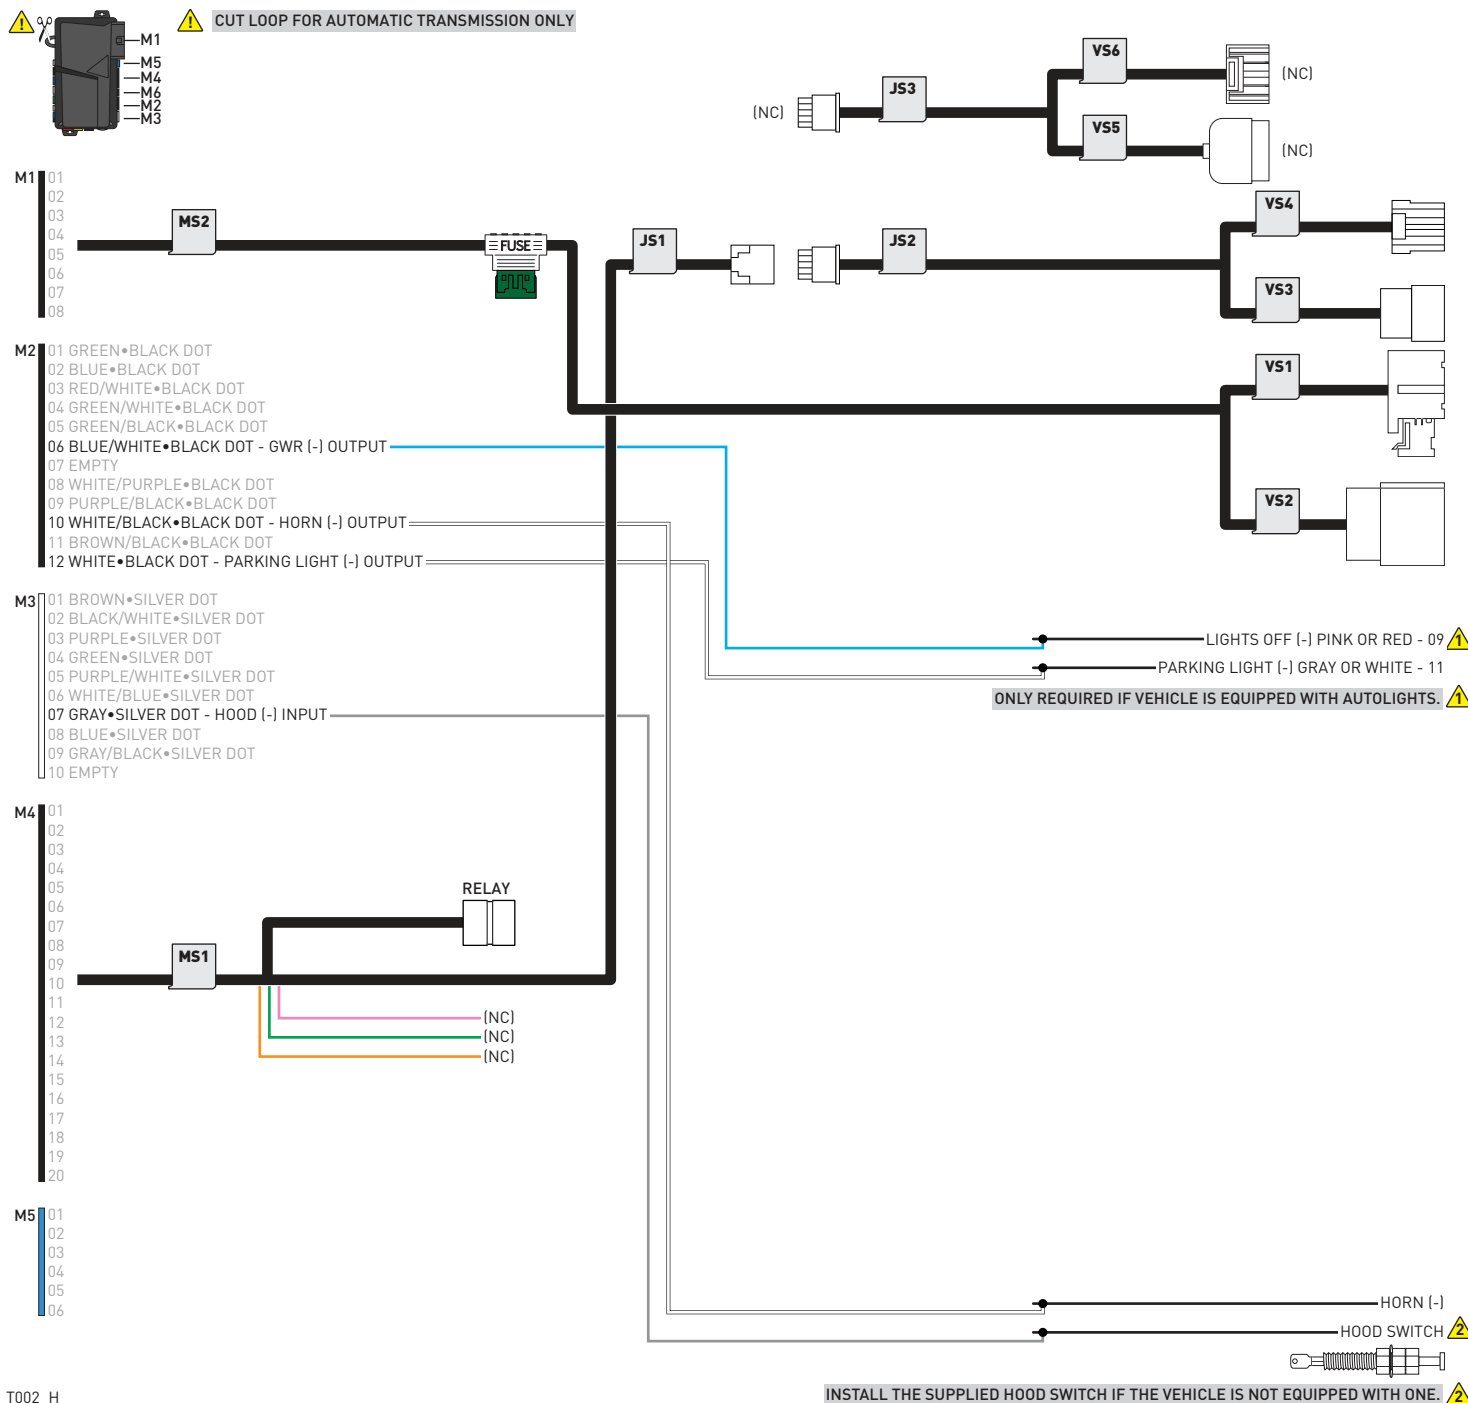 CUT LOOP FOR AUTOMATIC TRANSMISSION ONLY
M1
M5
M4
M6
M2
M3
VS6
(NC)
JS3
(NC)
VS5
(NC)
M1 01
02
03
04
05
06
07
08
MS2
FUSE
JS1
JS2
VS4
VS3
VS1
VS2
M2 01 GREEN•BLACK DOT
02 BLUE•BLACK DOT
03 RED/WHITE•BLACK DOT
04 GREEN/WHITE•BLACK DOT
05 GREEN/BLACK•BLACK DOT
06 BLUE/WHITE•BLACK DOT - GWR (-) OUTPUT
07 EMPTY
08 WHITE/PURPLE•BLACK DOT
09 PURPLE/BLACK•BLACK DOT
10 WHITE/BLACK•BLACK DOT - HORN (-) OUTPUT
11 BROWN/BLACK•BLACK DOT
12 WHITE•BLACK DOT - PARKING LIGHT (-) OUTPUT
M3 01 BROWN•SILVER DOT
02 BLACK/WHITE•SILVER DOT
03 PURPLE•SILVER DOT
04 GREEN•SILVER DOT
05 PURPLE/WHITE•SILVER DOT
06 WHITE/BLUE•SILVER DOT
07 GRAY•SILVER DOT - HOOD (-) INPUT
08 BLUE•SILVER DOT
09 GRAY/BLACK•SILVER DOT
10 EMPTY
LIGHTS OFF (-) PINK OR RED - 09 1
PARKING LIGHT (-) GRAY OR WHITE - 11
ONLY REQUIRED IF VEHICLE IS EQUIPPED WITH AUTOLIGHTS. 1
M4 01
02
03
04
05
06
07
08
09
10
11
12
13
14
15
16
17
18
19
20
RELAY
MS1
(NC)
(NC)
(NC)
M5 01
02
03
04
05
06
HORN (-)
HOOD SWITCH 2
INSTALL THE SUPPLIED HOOD SWITCH IF THE VEHICLE IS NOT EQUIPPED WITH ONE. 2
T002_H